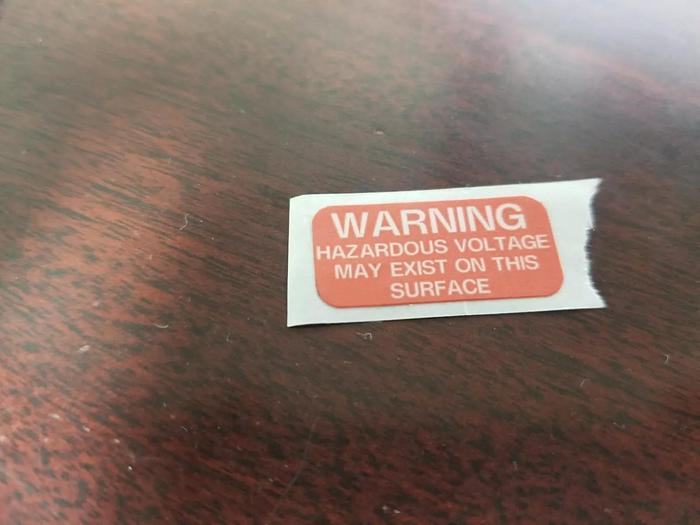 WARNING
HAZARDOUS VOLTAGE
MAY EXIST ON THIS
SURFACE